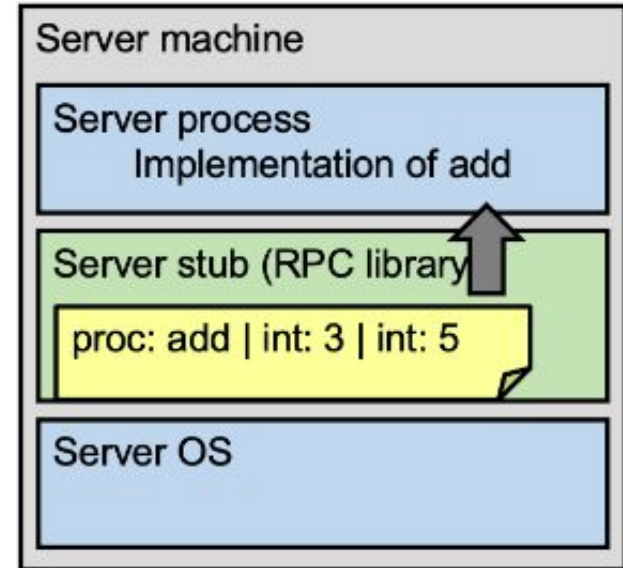 Server machine
Server process
Implementation of add
Server stub (RPC library
proc: add | int: 3 | int: 5
Server OS